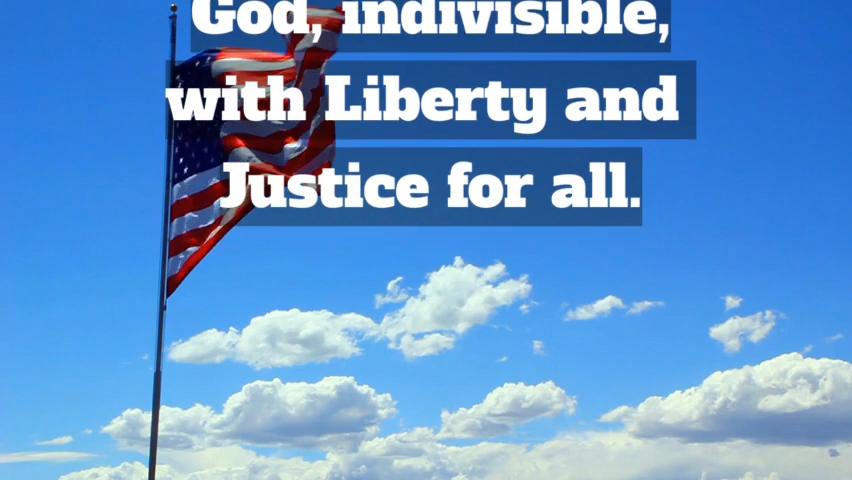 God, indivisible,
with Liberty and
Justice for all.